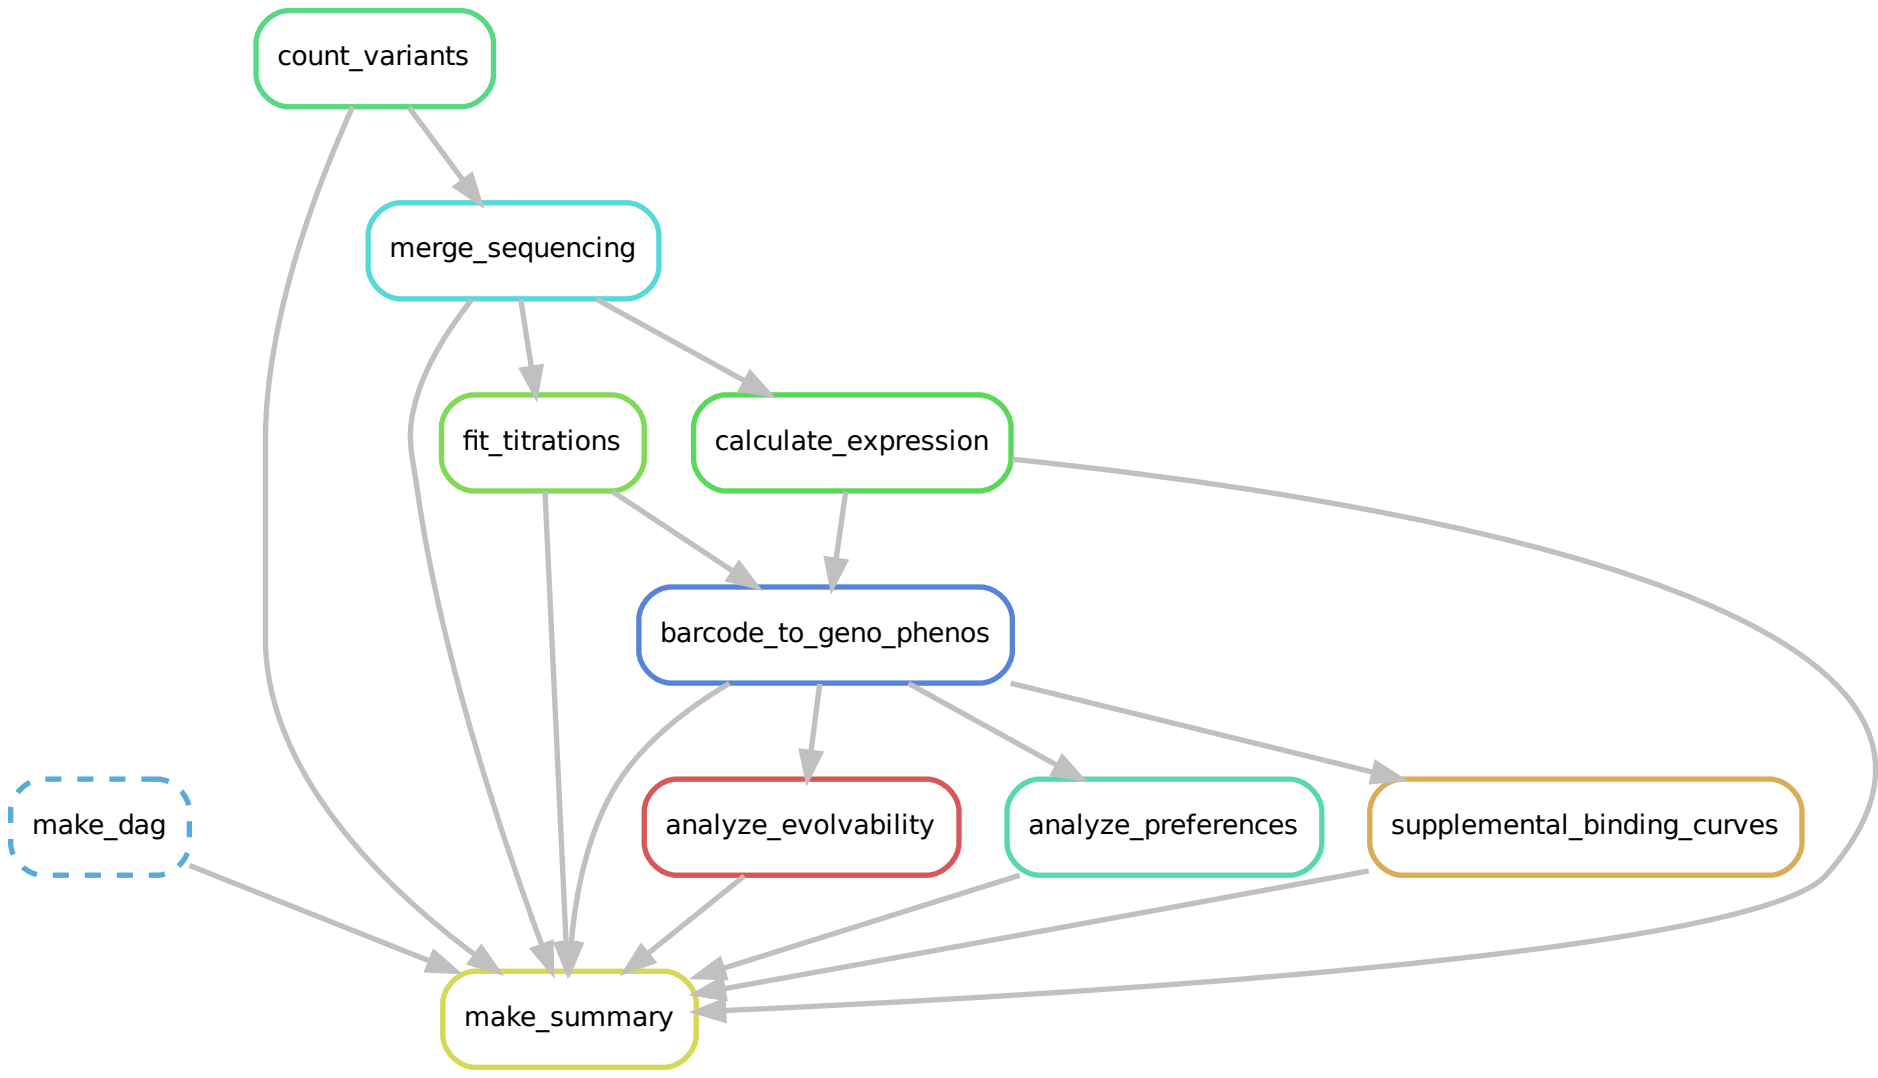 count_variants
merge_sequencing
fit_titrations
calculate_expression
barcode_to_geno_phenos
make_dag
analyze_evolvability
analyze_preferences
supplemental_binding_curves
make_summary